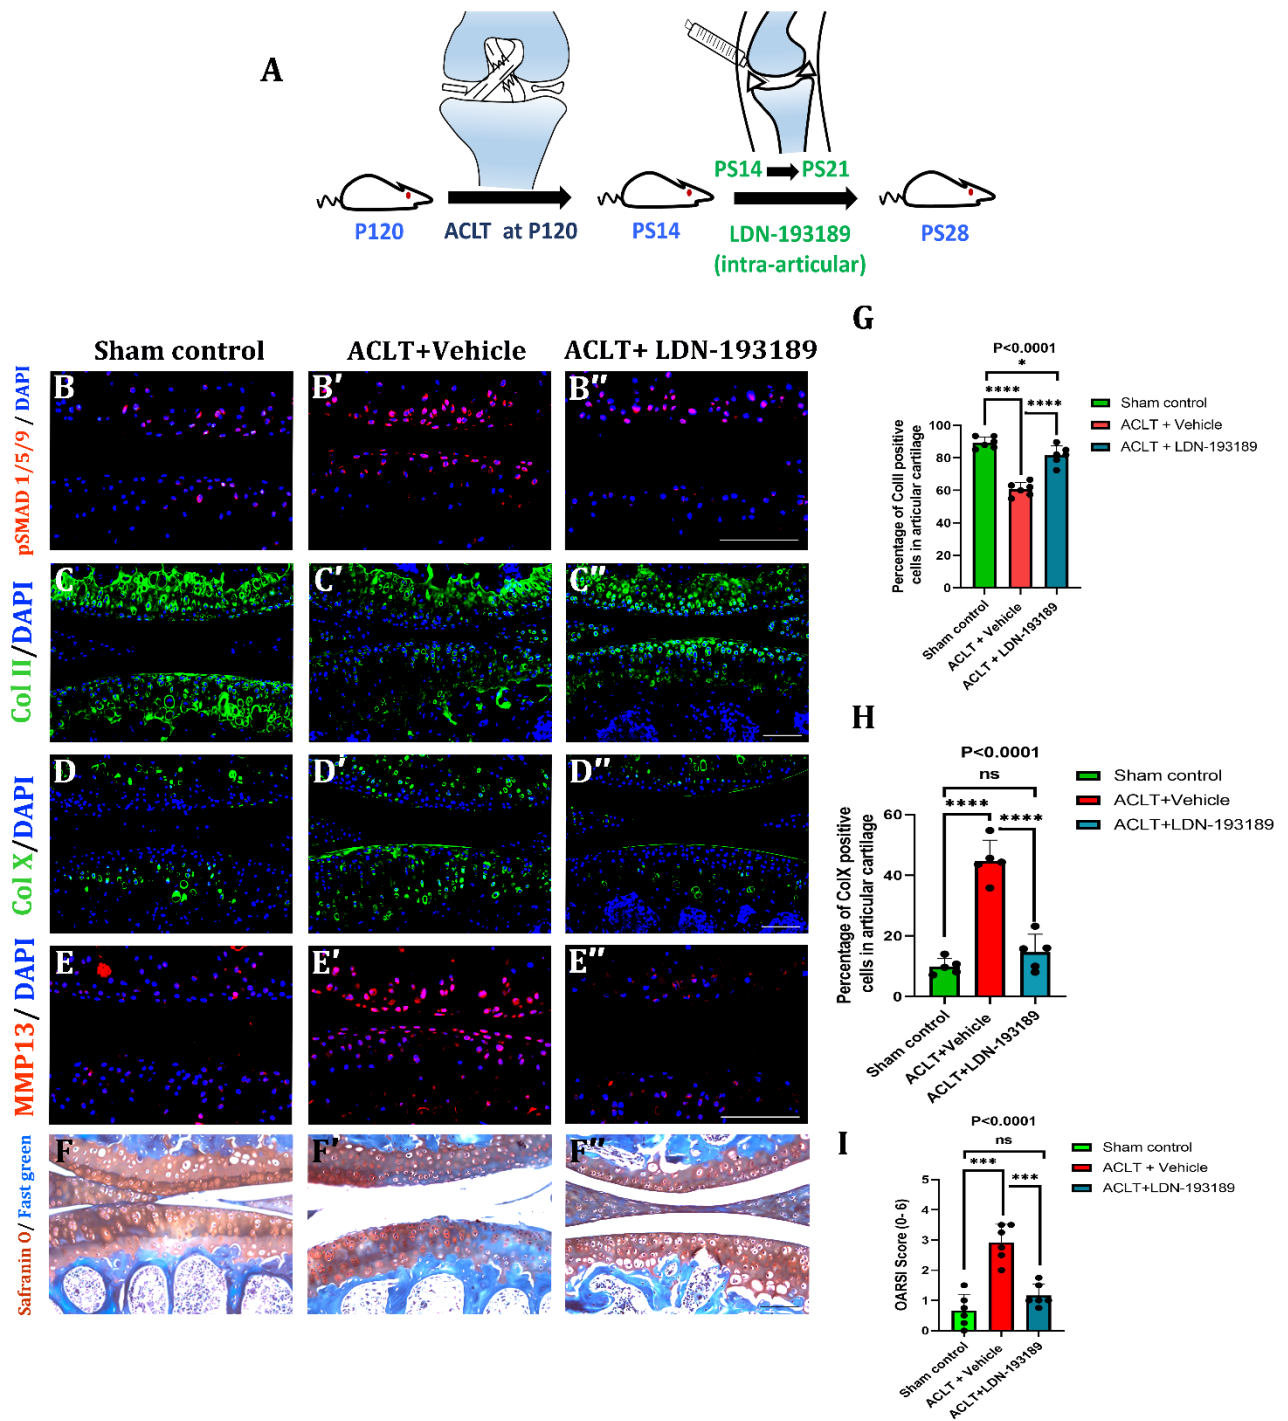 A
PS14 PS21
P120
ACLT at P120
PS14
LDN-193189
(intra-articular)
PS28
Sham control
ACLT+Vehicle
ACLT+ LDN-193189
pSMAD 1/5/9 / DAPI
B
B'
B"
Col II/DAPI
C
C'
C"
Col X/DAPI
D
D'
D"
MMP13/ DAPI
E
E'
E"
Safranin O/ Fast green
F
F'
F"
G
P<0.0001
*
****
****
Sham control
ACLT + Vehicle
ACLT + LDN-193189
Percentage of ColII positive
cells in articular cartilage
100
80
60
40
20
0
Sham control
ACLT + Vehicle
ACLT + LDN-193189
H
P<0.0001
ns
****
****
Sham control
ACLT+Vehicle
ACLT+LDN-193189
Percentage of ColX positive
cells in articular cartilage
60
40
20
0
Sham control
ACLT+Vehicle
ACLT+LDN-193189
I
P<0.0001
ns
***
***
Sham control
ACLT + Vehicle
ACLT+LDN-193189
OARSI Score (0- 6)
5
4
3
2
1
0
Sham control
ACLT + Vehicle
ACLT+LDN-193189